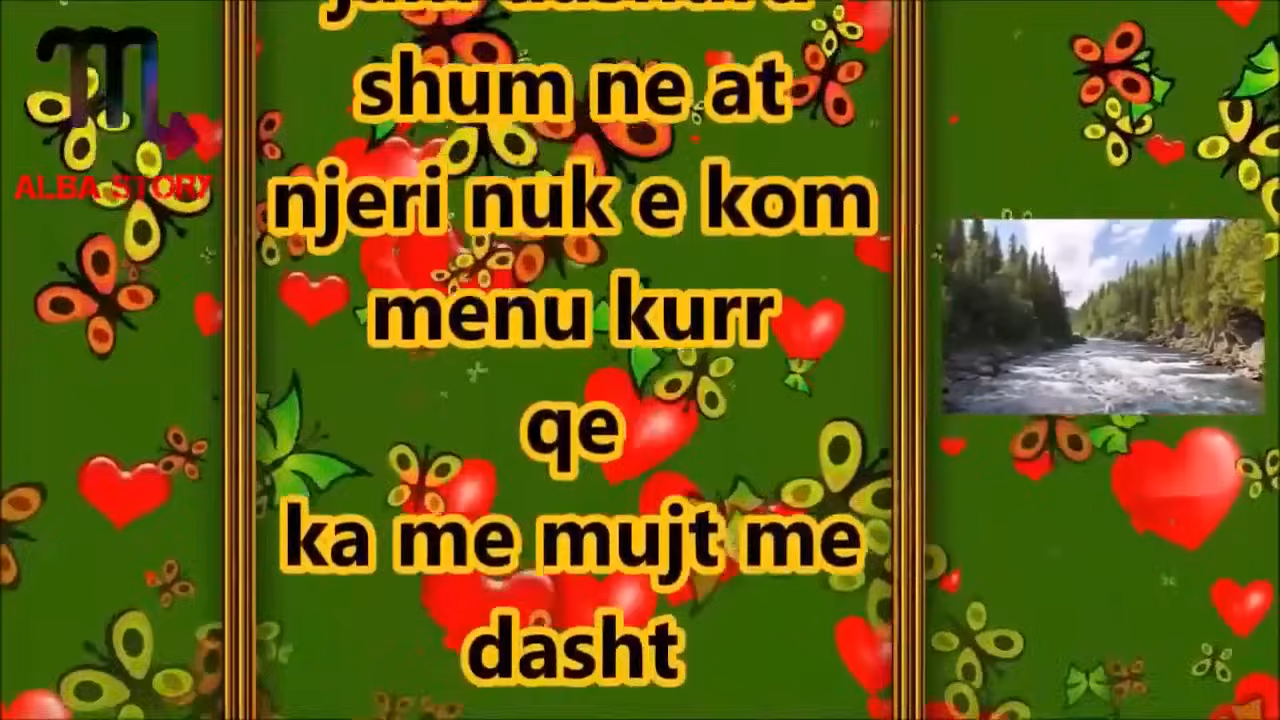 ALBA STORY
shum ne at
njeri nuk e kom
menu kurr
qe
ka me mujt me
dasht